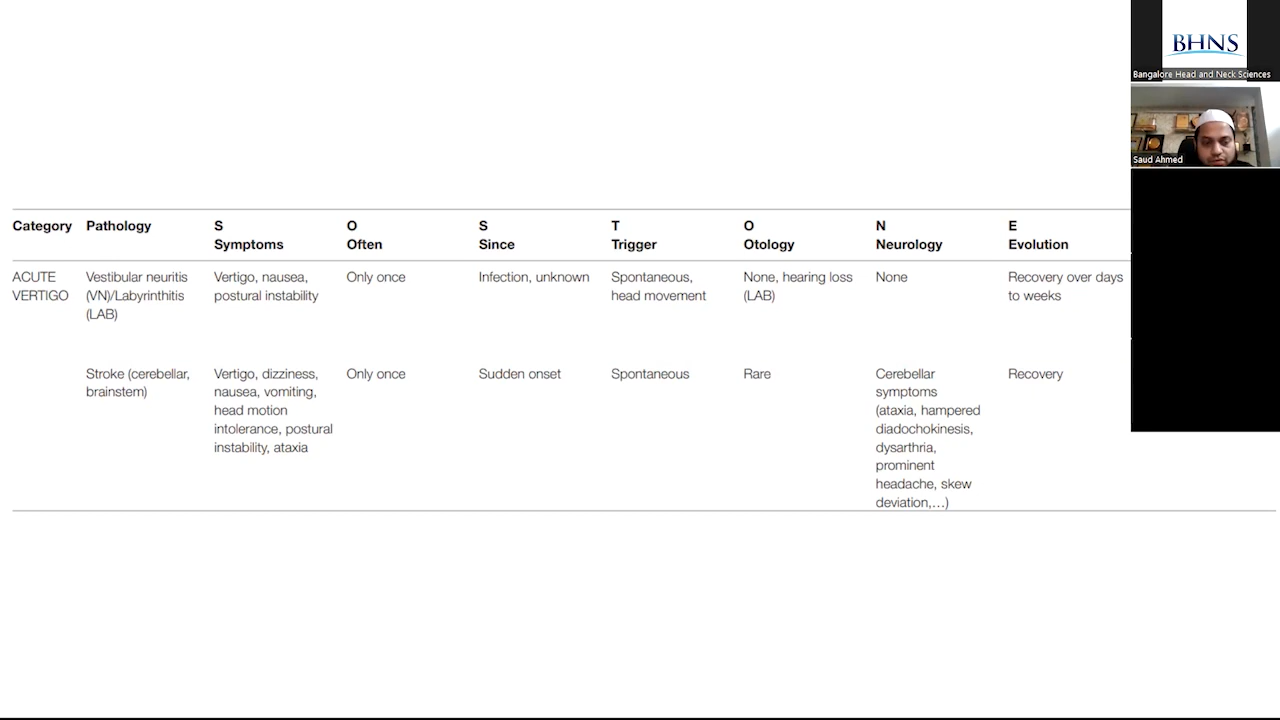 BHNS
Bangalore Head and Neck Sciences
Saud Ahmed
Category Pathology S O S T O N E
Symptoms Often Since Trigger Otology Neurology Evolution
ACUTE Vestibular neuritis Vertigo, nausea, Only once Infection, unknown Spontaneous, None, hearing loss None Recovery over days
VERTIGO (VN)/Labyrinthitis postural instability head movement (LAB) to weeks
(LAB)
Stroke (cerebellar, Vertigo, dizziness, Only once Sudden onset Spontaneous Rare Cerebellar Recovery
brainstem) nausea, vomiting, symptoms
head motion (ataxia, hampered
intolerance, postural diadochokinesis,
instability, ataxia dysarthria,
prominent
headache, skew
deviation,…)